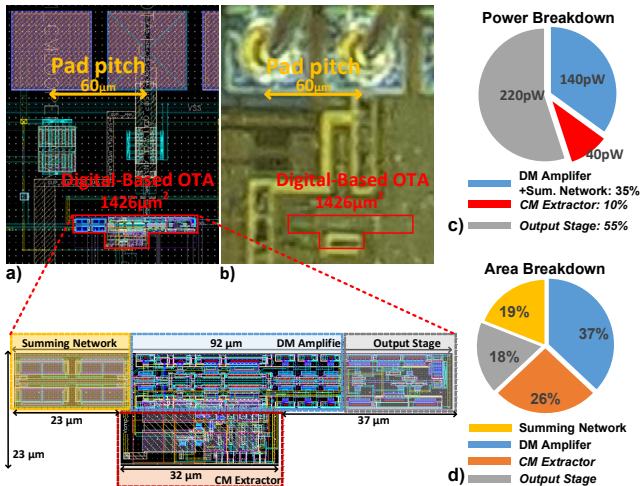 Pad pitch
60µm
VSS
Digital-Based OTA
1426µm²
a)
Pad pitch
60µm
Digital-Based OTA
1426µm²
b)
Power Breakdown
140pW
220pW
40pW
DM Amplifer
+Sum. Network: 35%
CM Extractor: 10%
Output Stage: 55%
c)
Summing Network
92 µm
DM Amplifie
Output Stage
23 µm
37 µm
23 µm
32 µm
CM Extractor
Area Breakdown
19%
37%
18%
26%
Summing Network
DM Amplifer
CM Extractor
Output Stage
d)